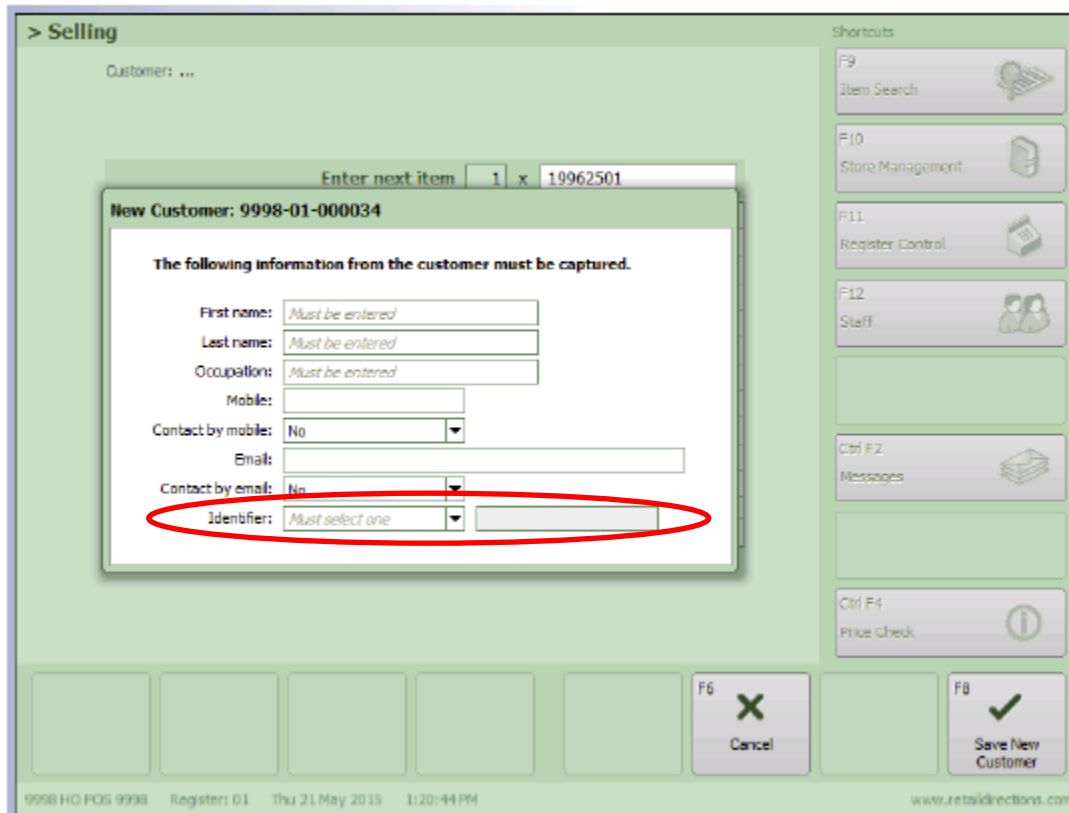 > Selling
Customer: ...
Enter next item 1 x 19962501
New Customer: 9998-01-000034
The following information from the customer must be captured.
First name: Must be entered
Last name: Must be entered
Occupation: Must be entered
Mobile:
Contact by mobile: No
Email:
Contact by email: No
Identifier: Must select one
Shortcuts
F9
Item Search
F10
Store Management
F11
Register Control
F12
Staff
Ctrl F2
Messages
Ctrl F4
Price Check
F6
Cancel
F8
Save New
Customer
9998 HO POS 9998 Register: 01 Thu 21 May 2015 1:20:44 PM
www.retaildirections.com